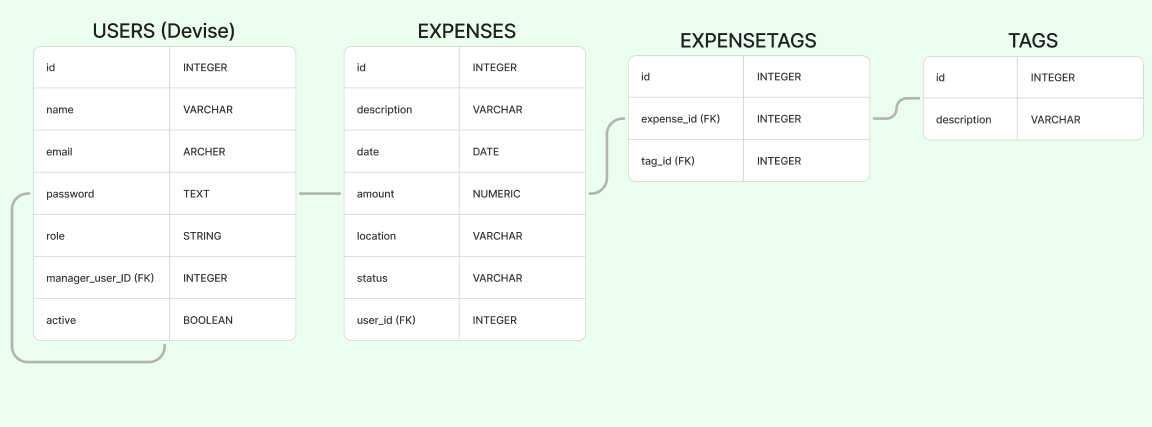 USERS (Devise)
id INTEGER
name VARCHAR
email ARCHER
password TEXT
role STRING
manager_user_ID (FK) INTEGER
active BOOLEAN
EXPENSES
id INTEGER
description VARCHAR
date DATE
amount NUMERIC
location VARCHAR
status VARCHAR
user_id (FK) INTEGER
EXPENSETAGS
id INTEGER
expense_id (FK) INTEGER
tag_id (FK) INTEGER
TAGS
id INTEGER
description VARCHAR